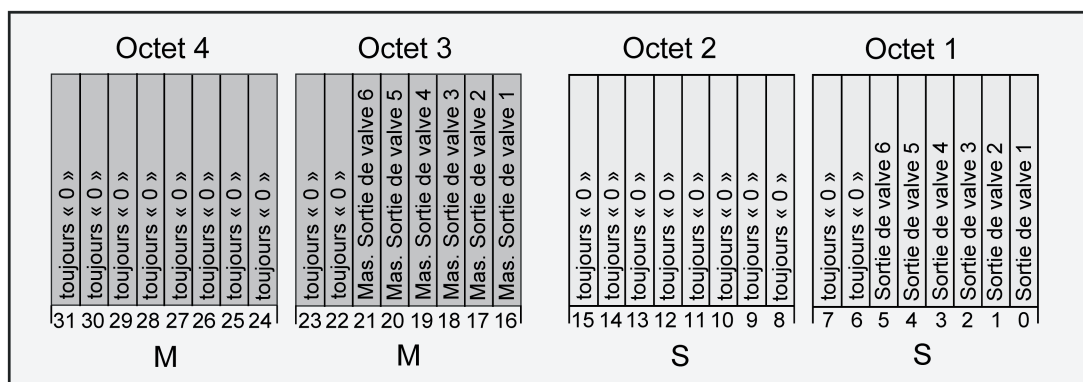 Octet 4 Octet 3 Octet 2 Octet 1
toujours « 0 »
toujours « 0 »
toujours « 0 »
toujours « 0 »
toujours « 0 »
toujours « 0 »
toujours « 0 »
toujours « 0 »
toujours « 0 »
toujours « 0 »
Mas. Sortie de valve 6
Mas. Sortie de valve 5
Mas. Sortie de valve 4
Mas. Sortie de valve 3
Mas. Sortie de valve 2
Mas. Sortie de valve 1
toujours « 0 »
toujours « 0 »
toujours « 0 »
toujours « 0 »
toujours « 0 »
toujours « 0 »
toujours « 0 »
toujours « 0 »
toujours « 0 »
toujours « 0 »
Sortie de valve 6
Sortie de valve 5
Sortie de valve 4
Sortie de valve 3
Sortie de valve 2
Sortie de valve 1
31 30 29 28 27 26 25 24 23 22 21 20 19 18 17 16 15 14 13 12 11 10 9 8 7 6 5 4 3 2 1 0
M M S S